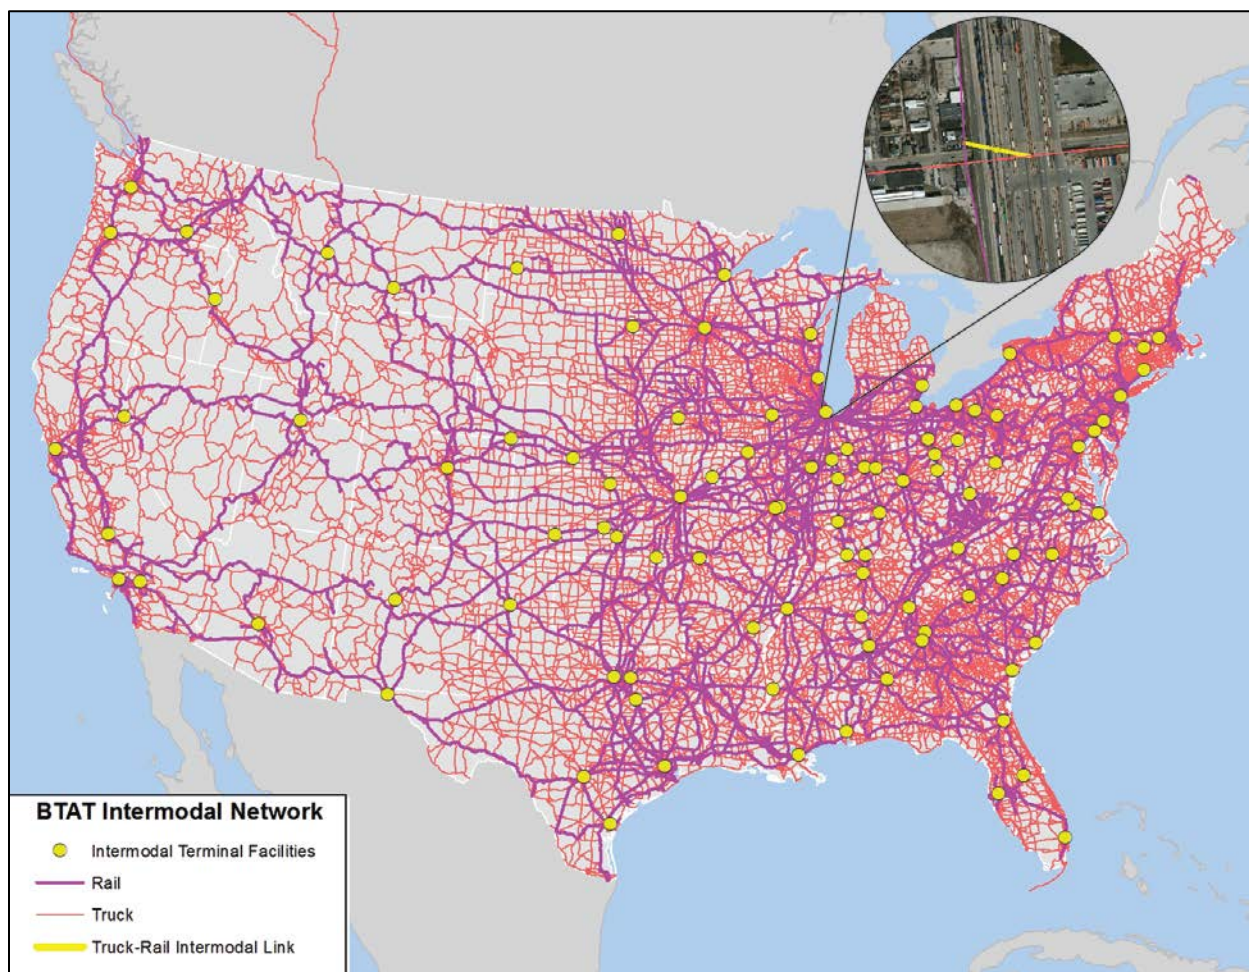 BTAT Intermodal Network
Intermodal Terminal Facilities
Rail
Truck
Truck-Rail Intermodal Link